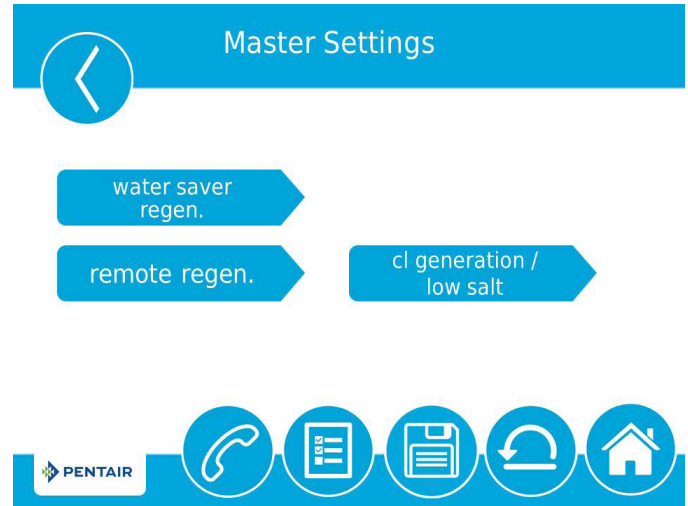 Master Settings
water saver
regen.
remote regen.
cl generation /
low salt
PENTAIR